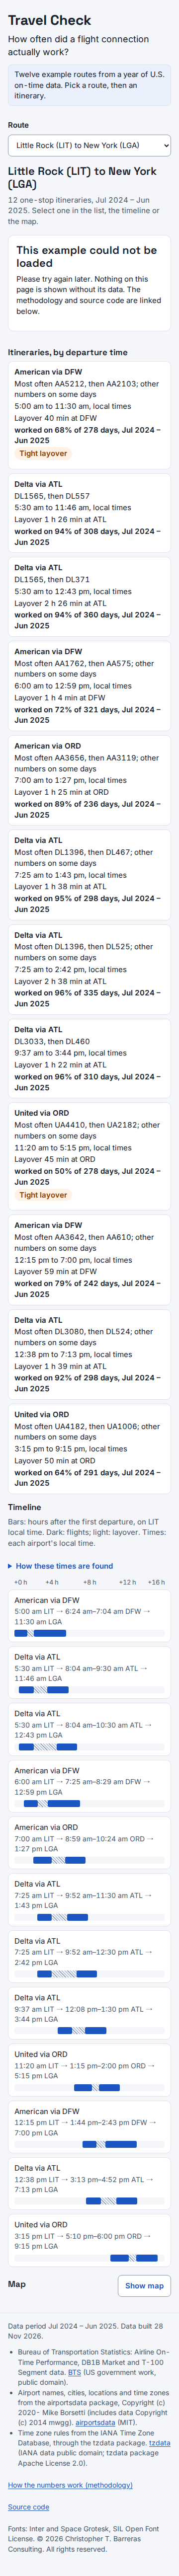 Travel Check
How often did a flight connection
actually work?
Twelve example routes from a year of U.S.
on-time data. Pick a route, then an
itinerary.
Route
Little Rock (LIT) to New York (LGA)
Little Rock (LIT) to New York
(LGA)
12 one-stop itineraries, Jul 2024 – Jun
2025. Select one in the list, the timeline or
the map.
This example could not be
loaded
Please try again later. Nothing on this
page is shown without its data. The
methodology and source code are linked
below.
Itineraries, by departure time
American via DFW
Most often AA5212, then AA2103; other
numbers on some days
5:00 am to 11:30 am, local times
Layover 40 min at DFW
worked on 68% of 278 days, Jul 2024 –
Jun 2025
Tight layover
Delta via ATL
DL1565, then DL557
5:30 am to 11:46 am, local times
Layover 1 h 26 min at ATL
worked on 94% of 308 days, Jul 2024 –
Jun 2025
Delta via ATL
DL1565, then DL371
5:30 am to 12:43 pm, local times
Layover 2 h 26 min at ATL
worked on 94% of 360 days, Jul 2024 –
Jun 2025
American via DFW
Most often AA1762, then AA575; other
numbers on some days
6:00 am to 12:59 pm, local times
Layover 1 h 4 min at DFW
worked on 72% of 321 days, Jul 2024 –
Jun 2025
American via ORD
Most often AA3656, then AA3119; other
numbers on some days
7:00 am to 1:27 pm, local times
Layover 1 h 25 min at ORD
worked on 89% of 236 days, Jul 2024 –
Jun 2025
Delta via ATL
Most often DL1396, then DL467; other
numbers on some days
7:25 am to 1:43 pm, local times
Layover 1 h 38 min at ATL
worked on 95% of 298 days, Jul 2024 –
Jun 2025
Delta via ATL
Most often DL1396, then DL525; other
numbers on some days
7:25 am to 2:42 pm, local times
Layover 2 h 38 min at ATL
worked on 96% of 335 days, Jul 2024 –
Jun 2025
Delta via ATL
DL3033, then DL460
9:37 am to 3:44 pm, local times
Layover 1 h 22 min at ATL
worked on 96% of 310 days, Jul 2024 –
Jun 2025
United via ORD
Most often UA4410, then UA2182; other
numbers on some days
11:20 am to 5:15 pm, local times
Layover 45 min at ORD
worked on 50% of 278 days, Jul 2024 –
Jun 2025
Tight layover
American via DFW
Most often AA3642, then AA610; other
numbers on some days
12:15 pm to 7:00 pm, local times
Layover 59 min at DFW
worked on 79% of 242 days, Jul 2024 –
Jun 2025
Delta via ATL
Most often DL3080, then DL524; other
numbers on some days
12:38 pm to 7:13 pm, local times
Layover 1 h 39 min at ATL
worked on 92% of 298 days, Jul 2024 –
Jun 2025
United via ORD
Most often UA4182, then UA1006; other
numbers on some days
3:15 pm to 9:15 pm, local times
Layover 50 min at ORD
worked on 64% of 291 days, Jul 2024 –
Jun 2025
Timeline
Bars: hours after the first departure, on LIT
local time. Dark: flights; light: layover. Times:
each airport's local time.
How these times are found
+0 h +4 h +8 h +12 h +16 h
American via DFW
5:00 am LIT → 6:24 am–7:04 am DFW →
11:30 am LGA
Delta via ATL
5:30 am LIT → 8:04 am–9:30 am ATL →
11:46 am LGA
Delta via ATL
5:30 am LIT → 8:04 am–10:30 am ATL →
12:43 pm LGA
American via DFW
6:00 am LIT → 7:25 am–8:29 am DFW →
12:59 pm LGA
American via ORD
7:00 am LIT → 8:59 am–10:24 am ORD →
1:27 pm LGA
Delta via ATL
7:25 am LIT → 9:52 am–11:30 am ATL →
1:43 pm LGA
Delta via ATL
7:25 am LIT → 9:52 am–12:30 pm ATL →
2:42 pm LGA
Delta via ATL
9:37 am LIT → 12:08 pm–1:30 pm ATL →
3:44 pm LGA
United via ORD
11:20 am LIT → 1:15 pm–2:00 pm ORD →
5:15 pm LGA
American via DFW
12:15 pm LIT → 1:44 pm–2:43 pm DFW →
7:00 pm LGA
Delta via ATL
12:38 pm LIT → 3:13 pm–4:52 pm ATL →
7:13 pm LGA
United via ORD
3:15 pm LIT → 5:10 pm–6:00 pm ORD →
9:15 pm LGA
Map
Show map
Data period Jul 2024 – Jun 2025. Data built 28
Nov 2026.
• Bureau of Transportation Statistics: Airline On-
Time Performance, DB1B Market and T-100
Segment data. BTS (US government work,
public domain).
• Airport names, cities, locations and time zones
from the airportsdata package, Copyright (c)
2020- Mike Borsetti (includes data Copyright
(c) 2014 mwgg). airportsdata (MIT).
• Time zone rules from the IANA Time Zone
Database, through the tzdata package. tzdata
(IANA data public domain; tzdata package
Apache License 2.0).
How the numbers work (methodology)
Source code
Fonts: Inter and Space Grotesk, SIL Open Font
License. © 2026 Christopher T. Barreras
Consulting. All rights reserved.